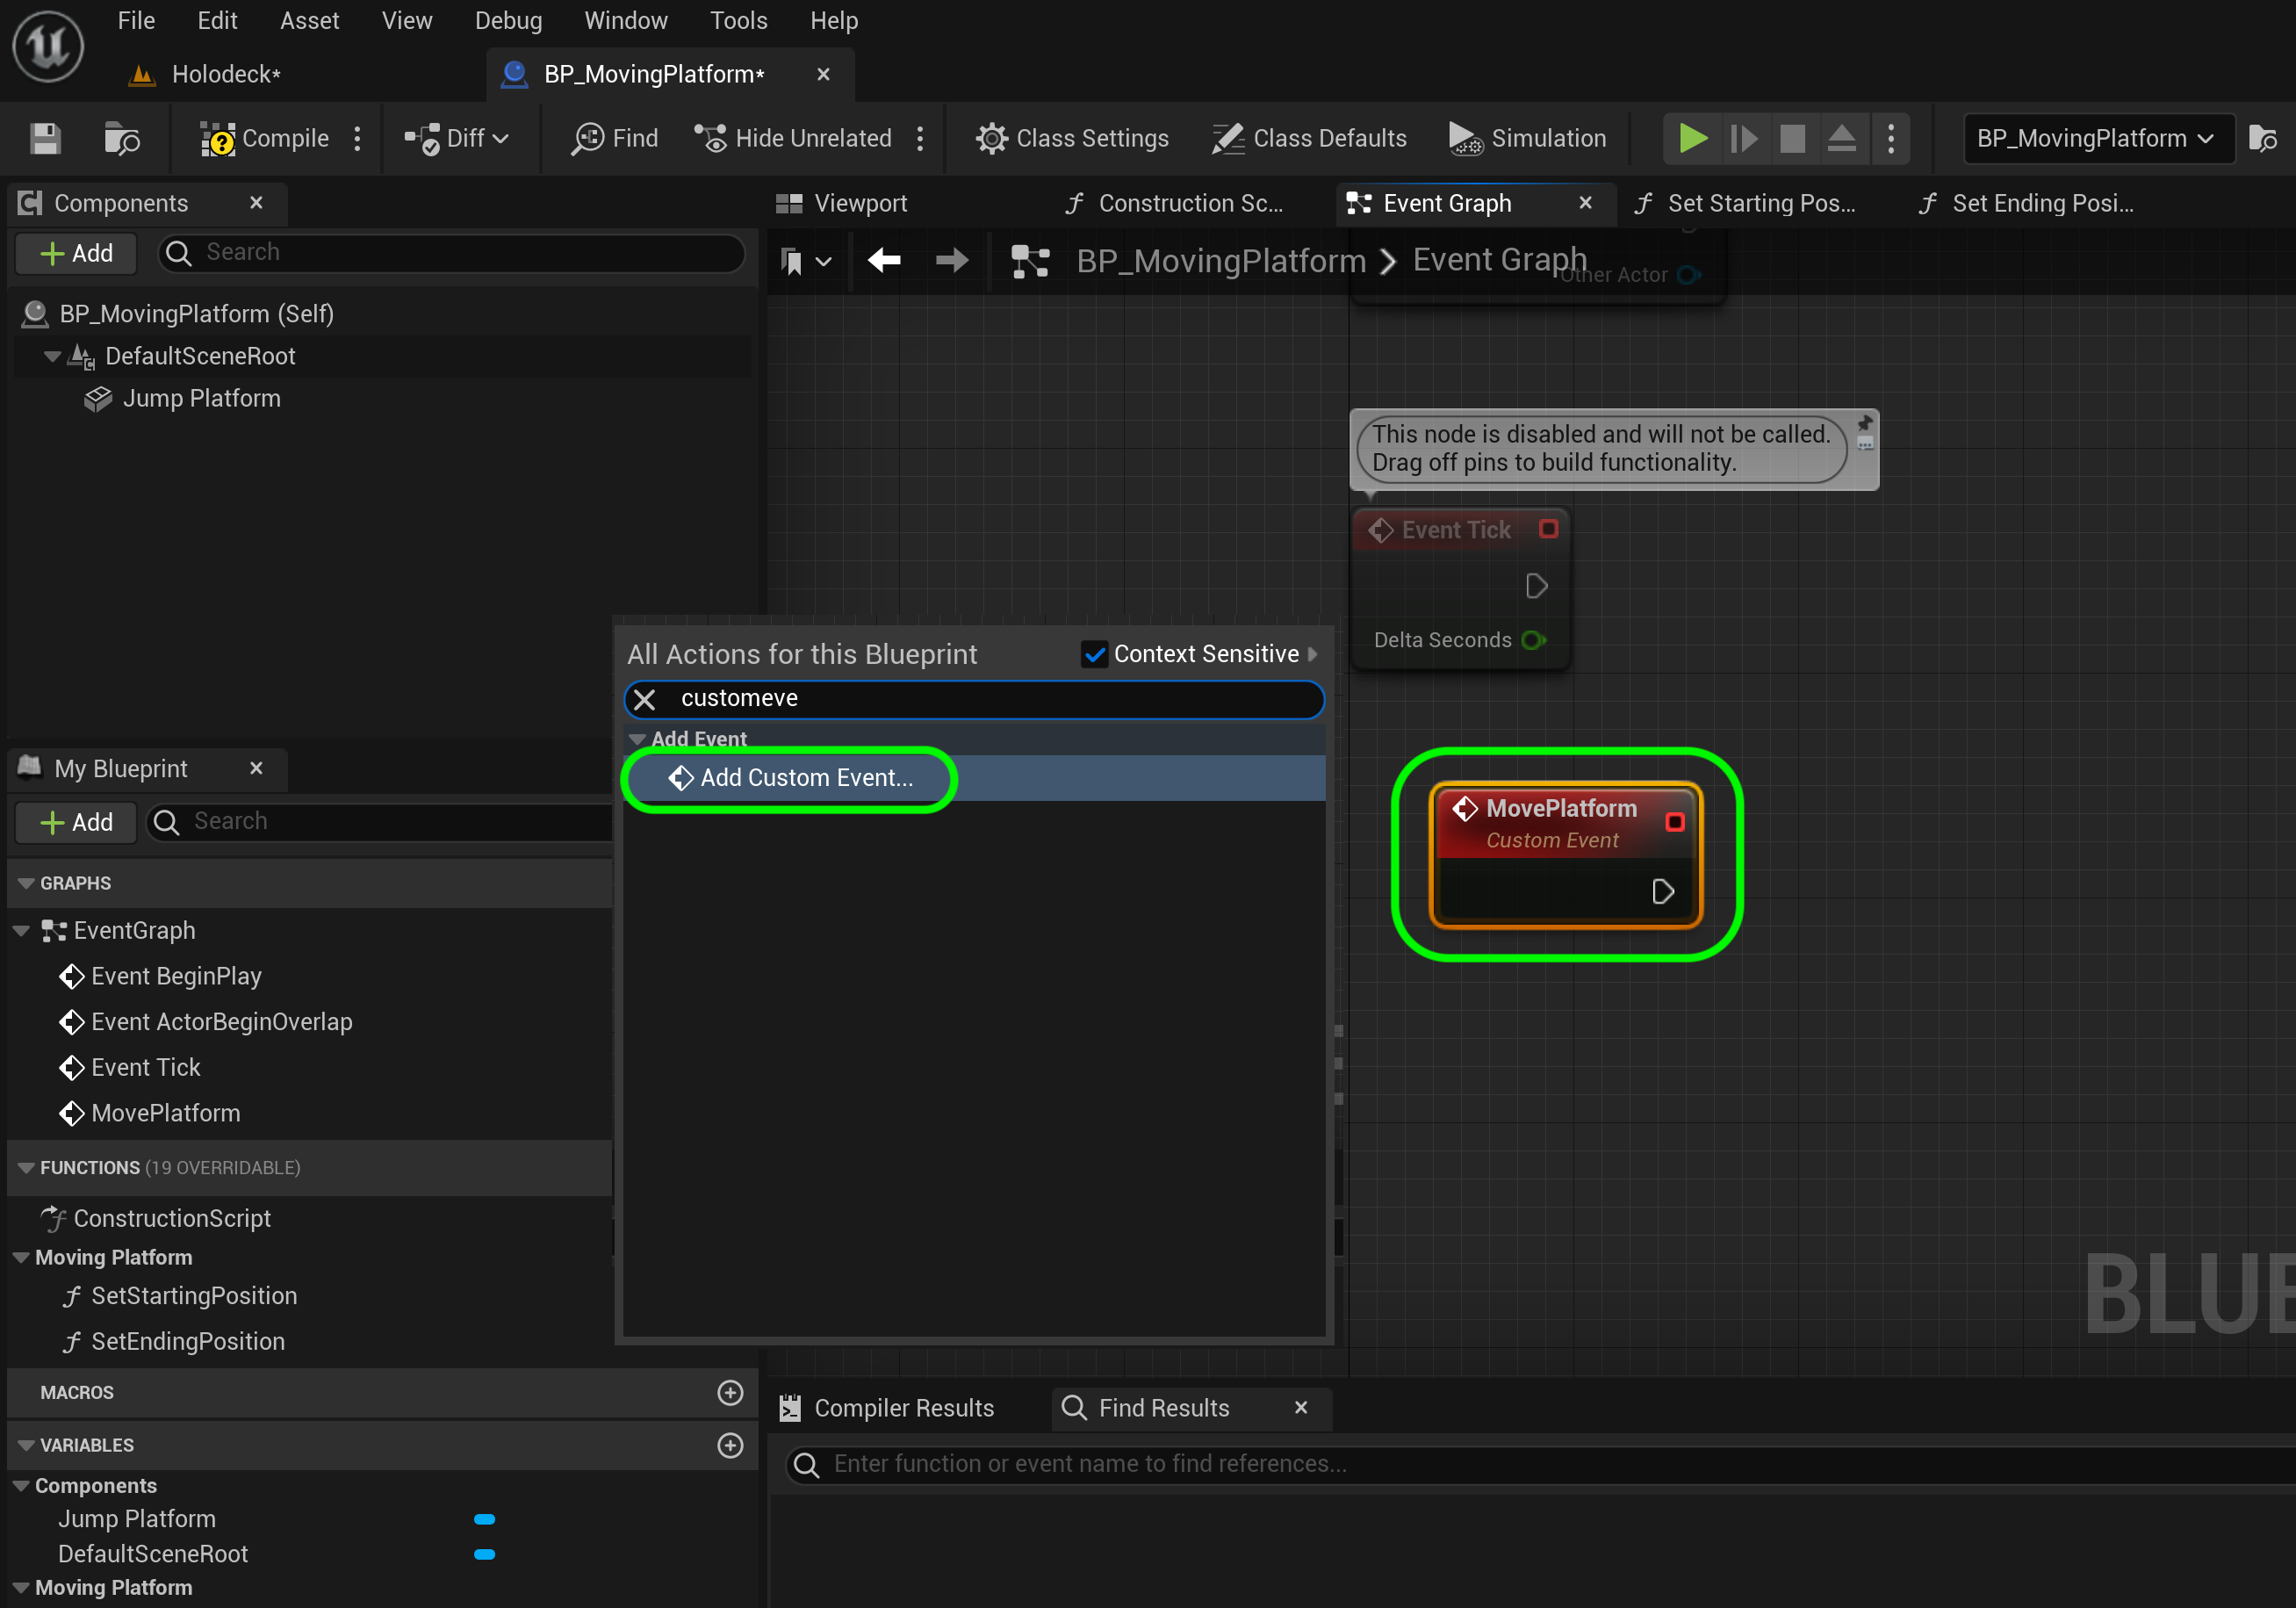 File Edit Asset View Debug Window Tools Help
Holodeck* BP_MovingPlatform*
Compile Diff Find Hide Unrelated Class Settings Class Defaults Simulation BP_MovingPlatform
Components Viewport Construction Sc... Event Graph Set Starting Pos... Set Ending Posi...
Add Search
BP_MovingPlatform Event Graph
Other Actor
BP_MovingPlatform (Self)
DefaultSceneRoot
Jump Platform
This node is disabled and will not be called.
Drag off pins to build functionality.
Event Tick
Delta Seconds
All Actions for this Blueprint Context Sensitive
customeve
Add Event
Add Custom Event...
MovePlatform
Custom Event
My Blueprint
Add Search
GRAPHS
EventGraph
Event BeginPlay
Event ActorBeginOverlap
Event Tick
MovePlatform
FUNCTIONS (19 OVERRIDABLE)
ConstructionScript
Moving Platform
SetStartingPosition
SetEndingPosition
MACROS
VARIABLES
Components
Jump Platform
DefaultSceneRoot
Moving Platform
BLUE
Compiler Results Find Results
Enter function or event name to find references...